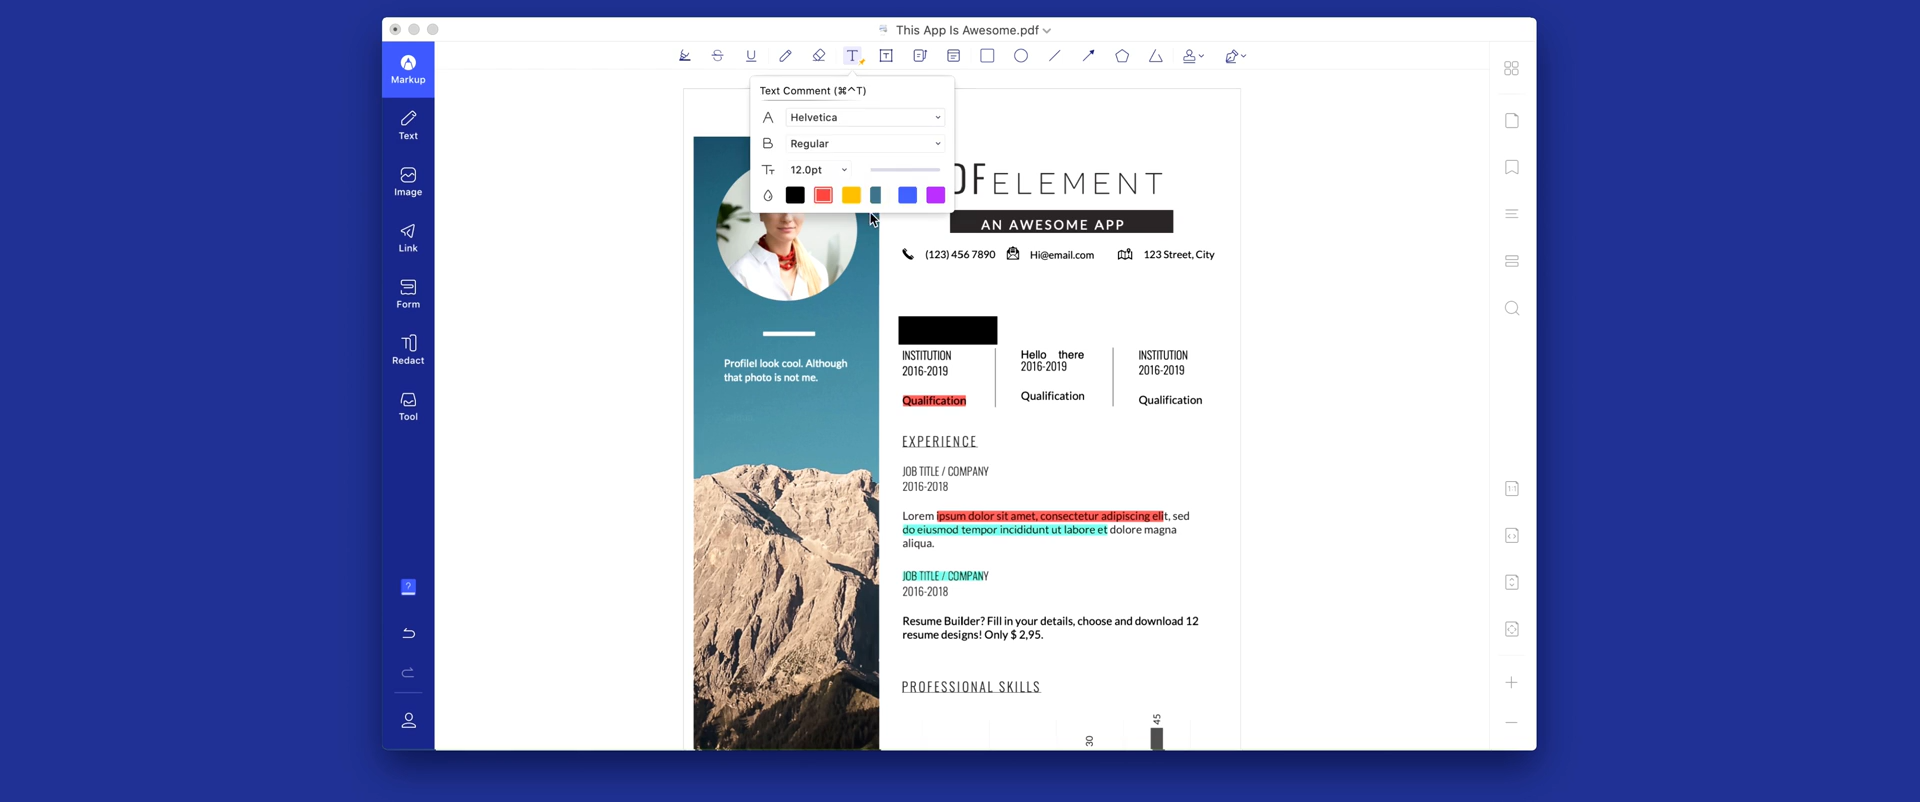 This App Is Awesome.pdf
Markup
Text
Image
Link
Form
Redact
Tool
Text Comment (⌘^T)
Helvetica
Regular
12.0pt
ELEMENT
AN AWESOME APP
(123) 456 7890
Hi@email.com
123 Street, City
Profilel look cool. Although
that photo is not me.
INSTITUTION
2016-2019
Qualification
Hello there
2016-2019
Qualification
INSTITUTION
2016-2019
Qualification
EXPERIENCE
JOB TITLE / COMPANY
2016-2018
Lorem ipsum dolor sit amet, consectetur adipiscing elit, sed
do eiusmod tempor incididunt ut labore et dolore magna
aliqua.
JOB TITLE / COMPANY
2016-2018
Resume Builder? Fill in your details, choose and download 12
resume designs! Only $ 2,95.
PROFESSIONAL SKILLS
30
45
1:1